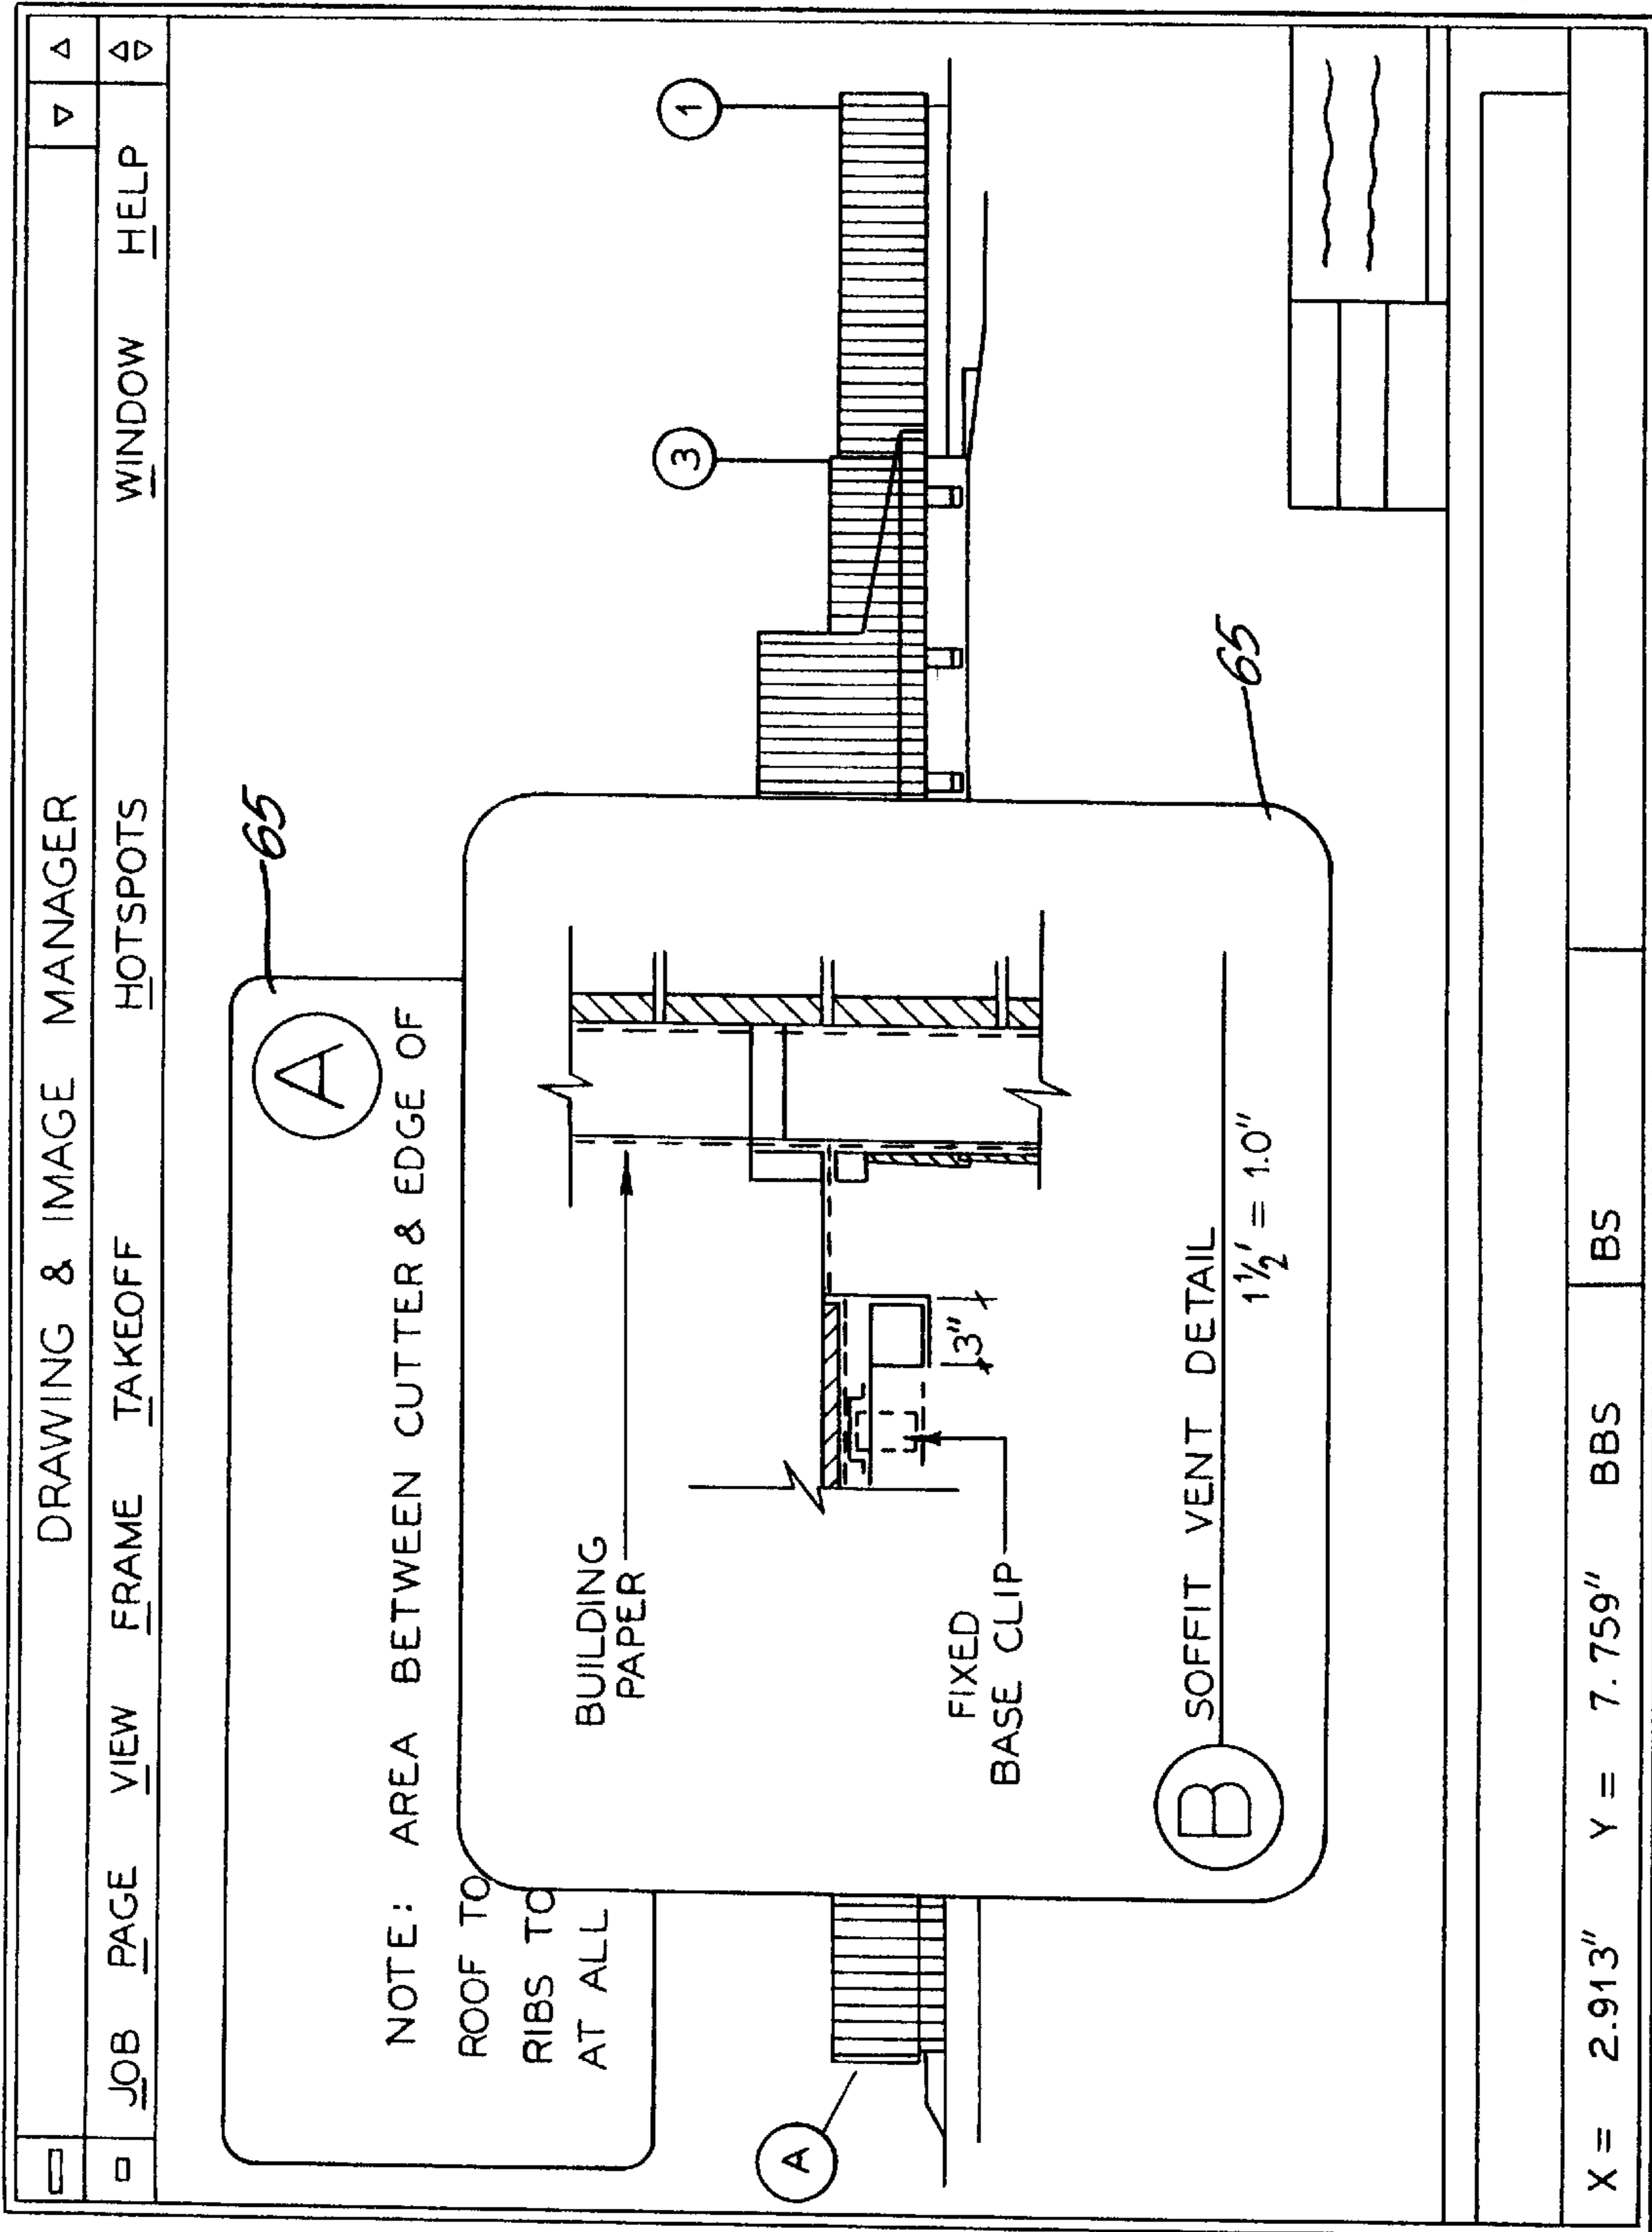 DRAWING & IMAGE MANAGER
JOB PAGE VIEW FRAME TAKEOFF HOTSPOTS WINDOW HELP
65
A
NOTE: AREA BETWEEN CUTTER & EDGE OF
ROOF TO
RIBS TO
AT ALL
BUILDING
PAPER
FIXED
BASE CLIP
3"
B SOFFIT VENT DETAIL
1½' = 1.0"
65
A
3
1
X = 2.913" Y = 7.759" BBS BS